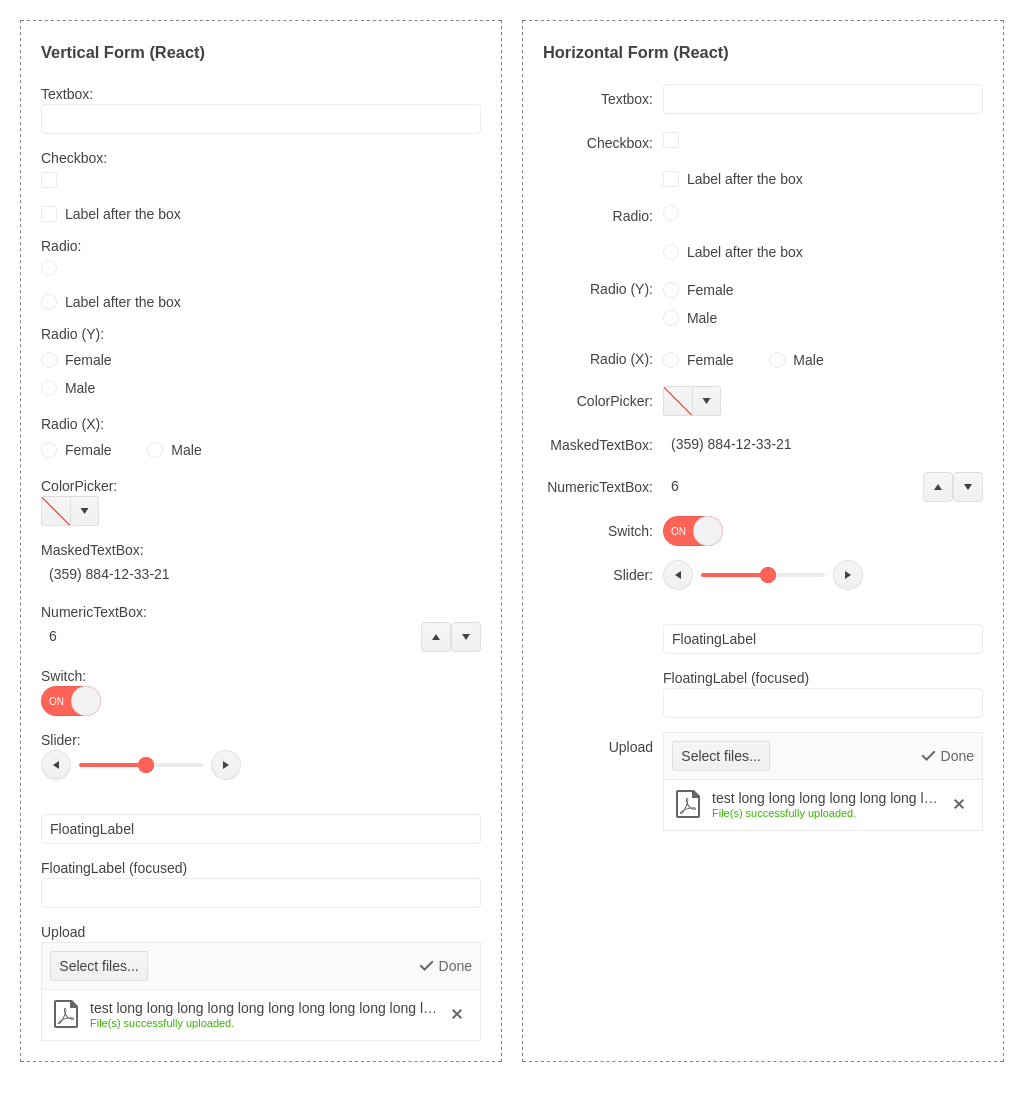 Vertical Form (React)
Textbox:
Checkbox:
Label after the box
Radio:
Label after the box
Radio (Y):
Female
Male
Radio (X):
Female Male
ColorPicker:
MaskedTextBox:
(359) 884-12-33-21
NumericTextBox:
6
Switch:
ON
Slider:
FloatingLabel
FloatingLabel (focused)
Upload
Select files... Done
test long long long long long long long long long long l...
File(s) successfully uploaded.
Horizontal Form (React)
Textbox:
Checkbox:
Label after the box
Radio:
Label after the box
Radio (Y): Female
Male
Radio (X): Female Male
ColorPicker:
MaskedTextBox: (359) 884-12-33-21
NumericTextBox: 6
Switch: ON
Slider:
FloatingLabel
FloatingLabel (focused)
Upload Select files... Done
test long long long long long long l...
File(s) successfully uploaded.